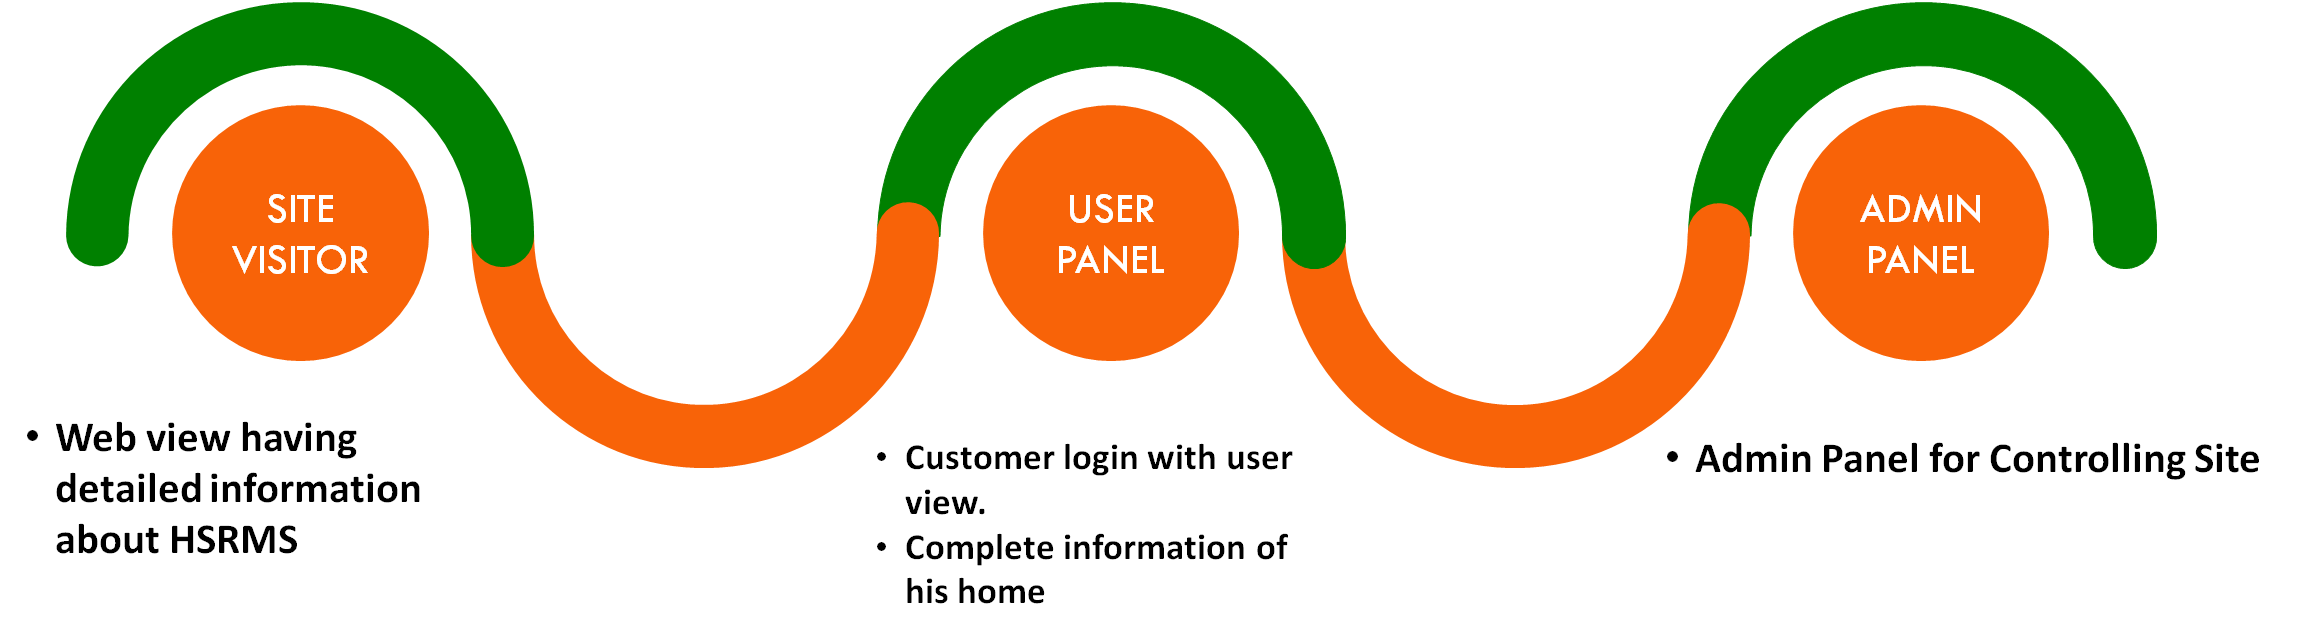 SITE
VISITOR
USER
PANEL
ADMIN
PANEL
• Web view having
detailed information
about HSRMS
• Customer login with user
view.
• Complete information of
his home
• Admin Panel for Controlling Site